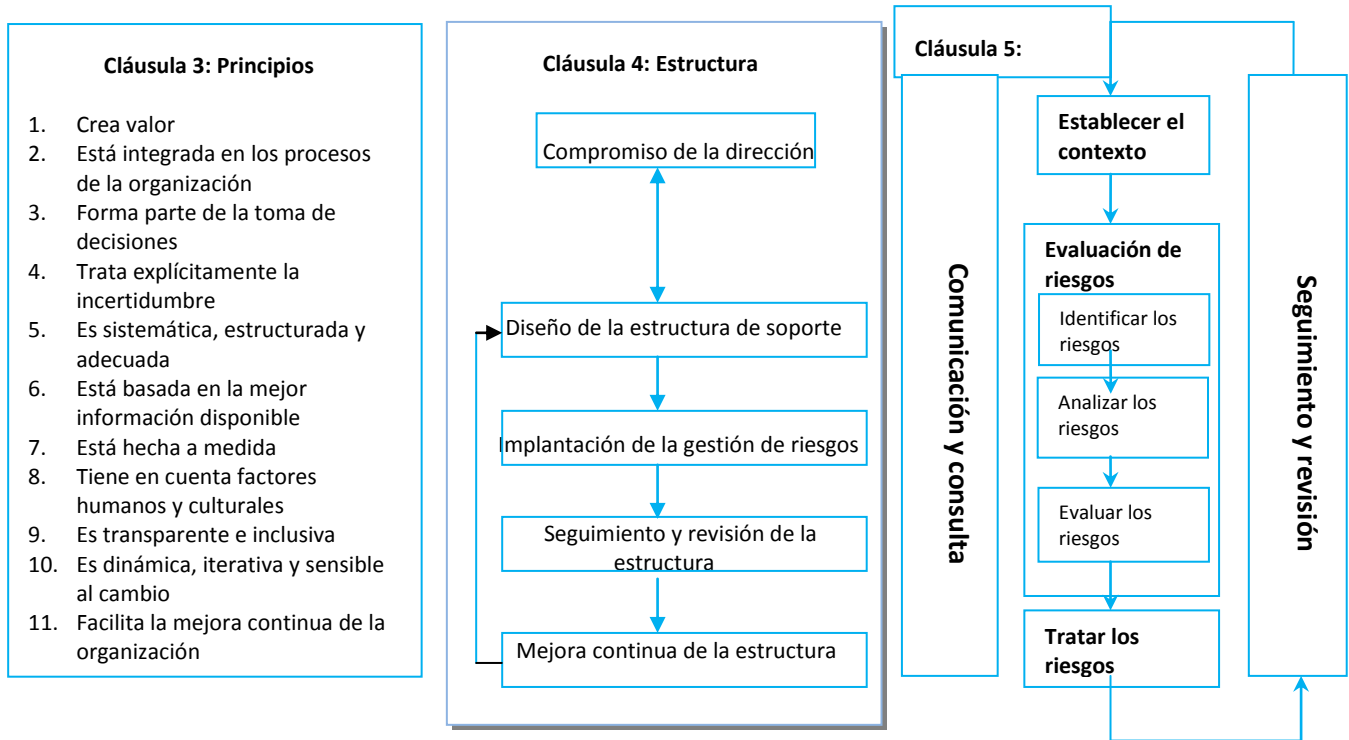 Cláusula 3: Principios
1. Crea valor
2. Está integrada en los procesos
de la organización
3. Forma parte de la toma de
decisiones
4. Trata explícitamente la
incertidumbre
5. Es sistemática, estructurada y
adecuada
6. Está basada en la mejor
información disponible
7. Está hecha a medida
8. Tiene en cuenta factores
humanos y culturales
9. Es transparente e inclusiva
10. Es dinámica, iterativa y sensible
al cambio
11. Facilita la mejora continua de la
organización
Cláusula 4: Estructura
Compromiso de la dirección
Diseño de la estructura de soporte
Implantación de la gestión de riesgos
Seguimiento y revisión de la
estructura
Mejora continua de la estructura
Cláusula 5:
Comunicación y consulta
Establecer el
contexto
Evaluación de
riesgos
Identificar los
riesgos
Analizar los
riesgos
Evaluar los
riesgos
Tratar los
riesgos
Seguimiento y revisión